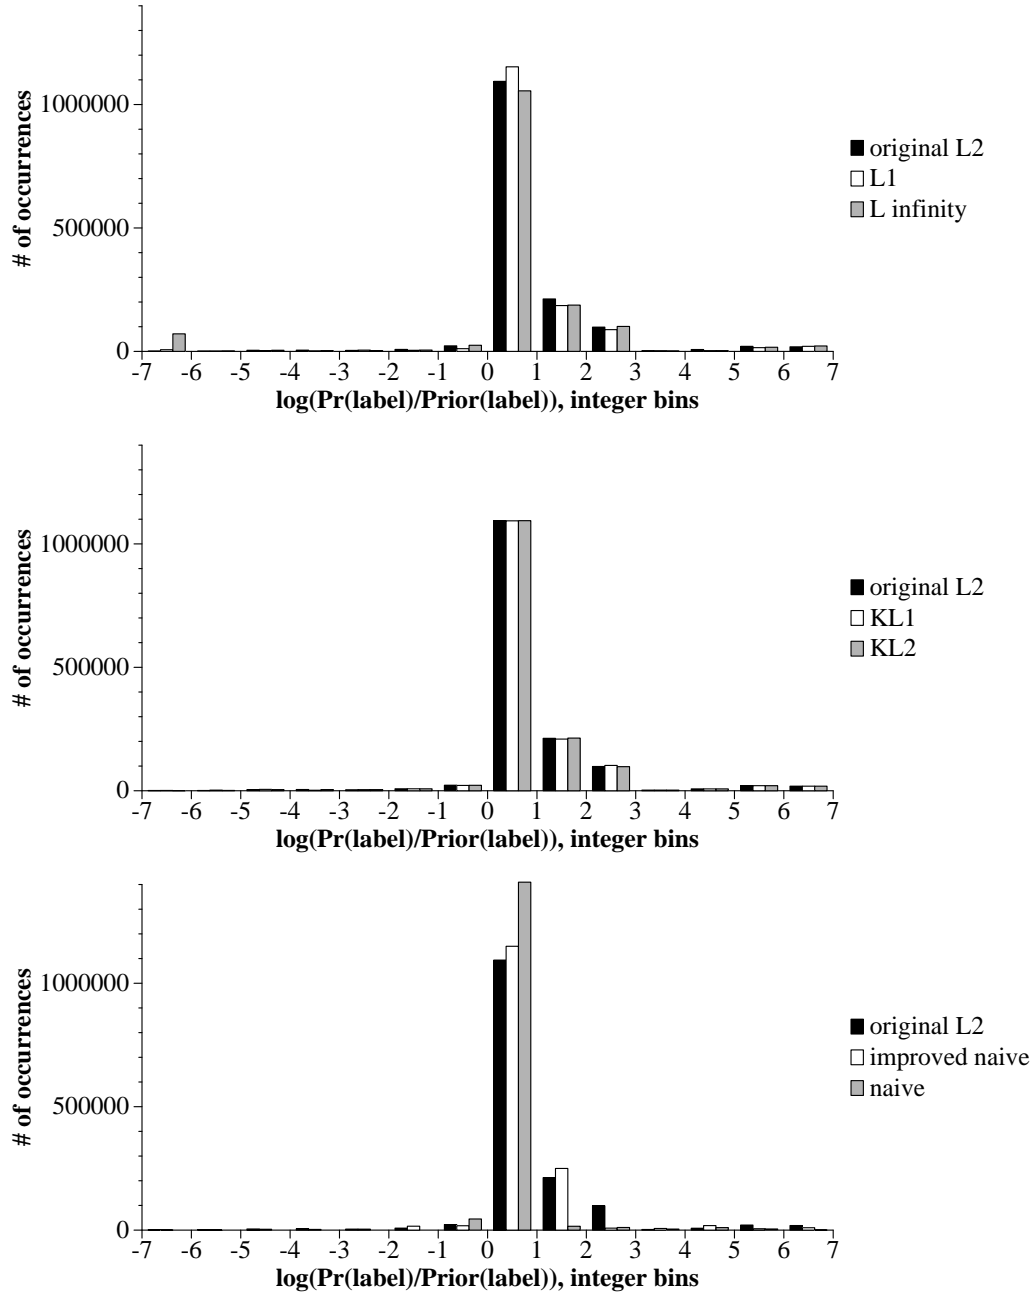 # of occurrences
1000000
500000
0
-7 -6 -5 -4 -3 -2 -1 0 1 2 3 4 5 6 7
log(Pr(label)/Prior(label)), integer bins
original L2
L1
L infinity
# of occurrences
1000000
500000
0
-7 -6 -5 -4 -3 -2 -1 0 1 2 3 4 5 6 7
log(Pr(label)/Prior(label)), integer bins
original L2
KL1
KL2
# of occurrences
1000000
500000
0
-7 -6 -5 -4 -3 -2 -1 0 1 2 3 4 5 6 7
log(Pr(label)/Prior(label)), integer bins
original L2
improved naive
naive